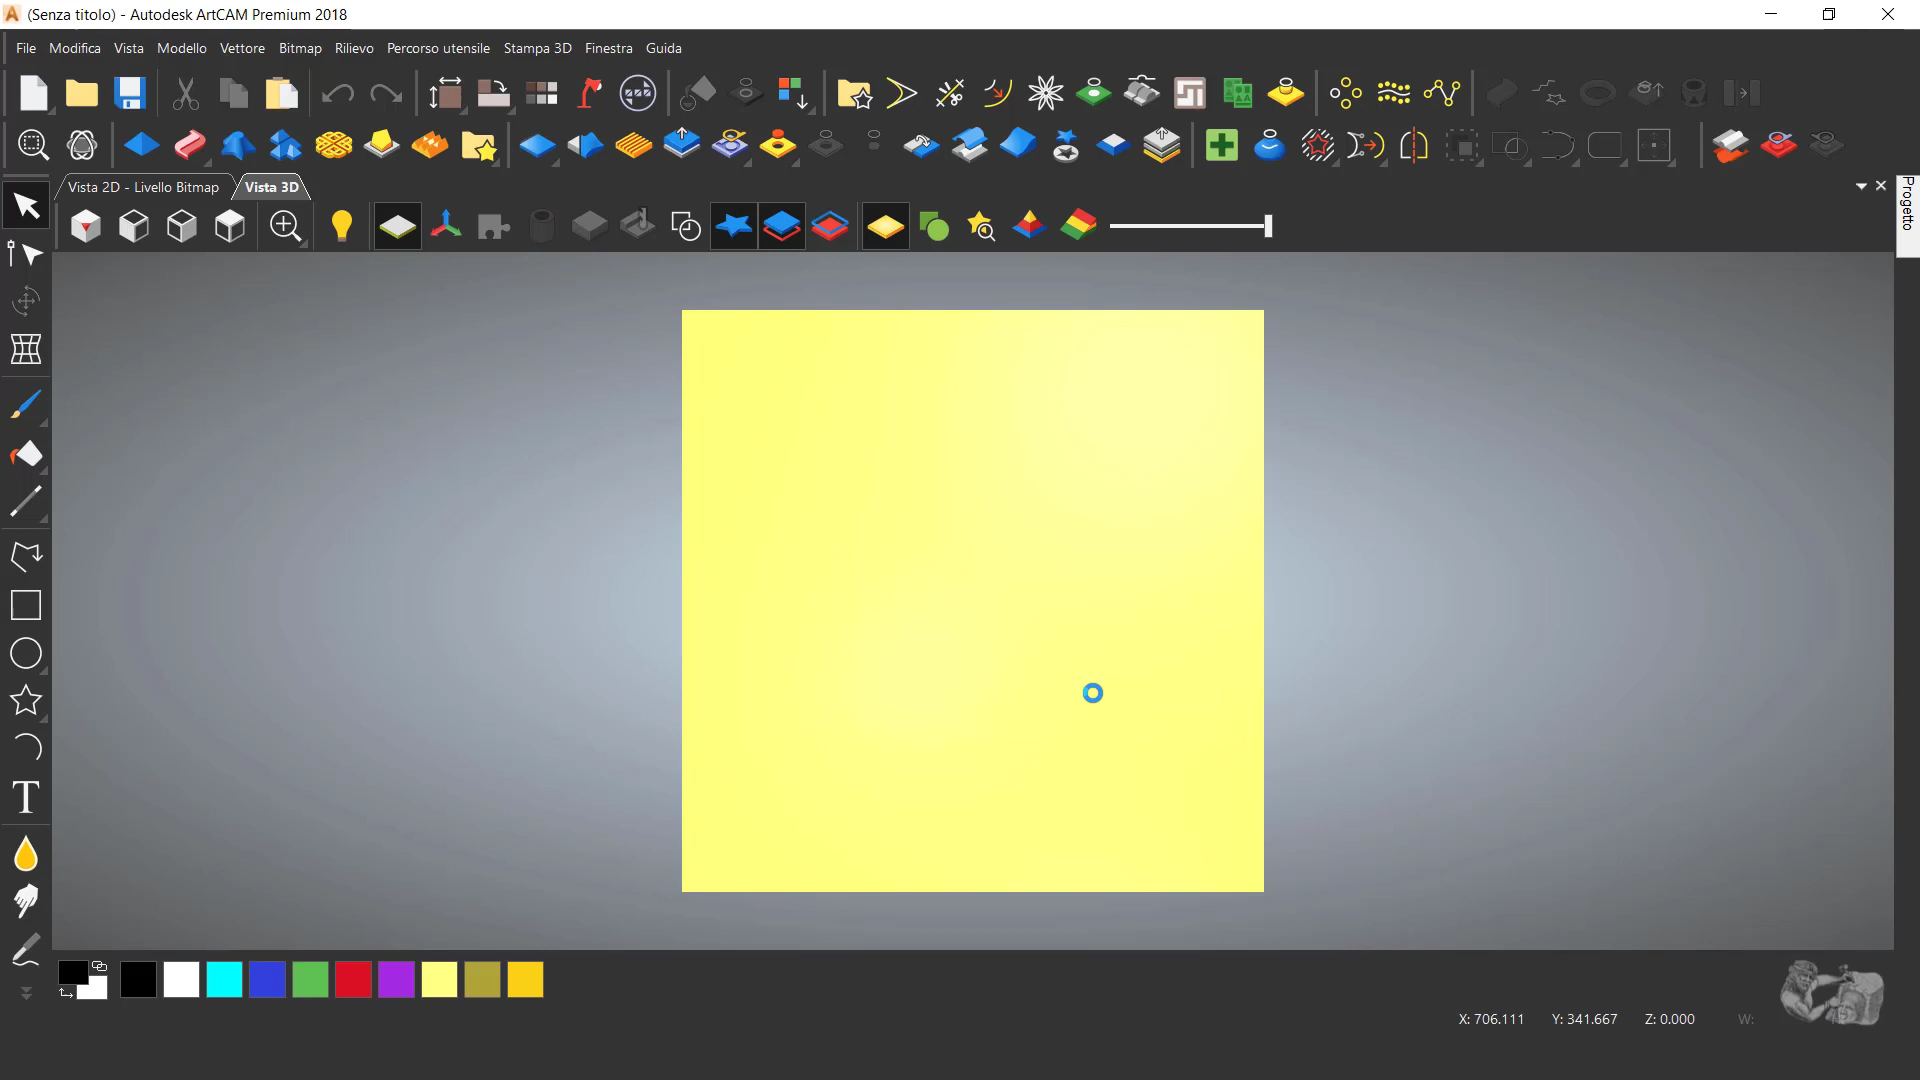 (Senza titolo) - Autodesk ArtCAM Premium 2018
File Modifica Vista Modello Vettore Bitmap Rilievo Percorso utensile Stampa 3D Finestra Guida
Vista 2D - Livello Bitmap Vista 3D
Progetto
X: 706.111 Y: 341.667 Z: 0.000 W: